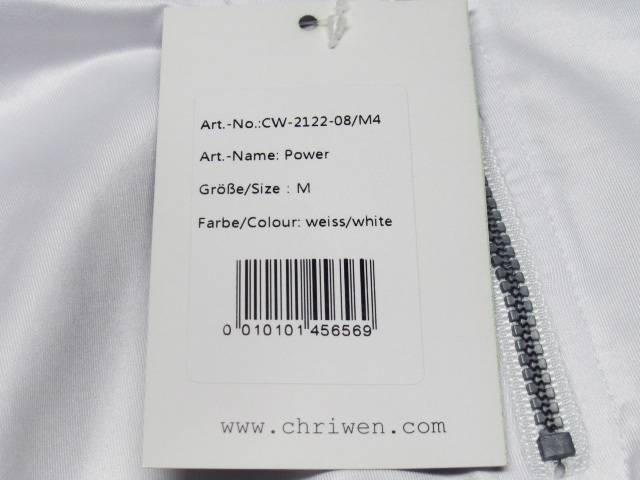 Art.-No.:CW-2122-08/M4
Art.-Name: Power
Größe/Size : M
Farbe/Colour: weiss/white
0 010101 456569
www.chriwen.com